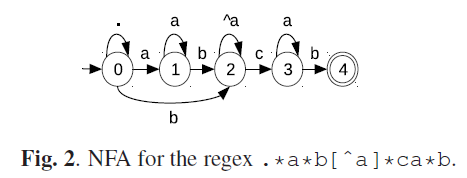 . a ^a a
a b c b
0 1 2 3 4
b
Fig. 2. NFA for the regex .*a*b[^a]*ca*b.